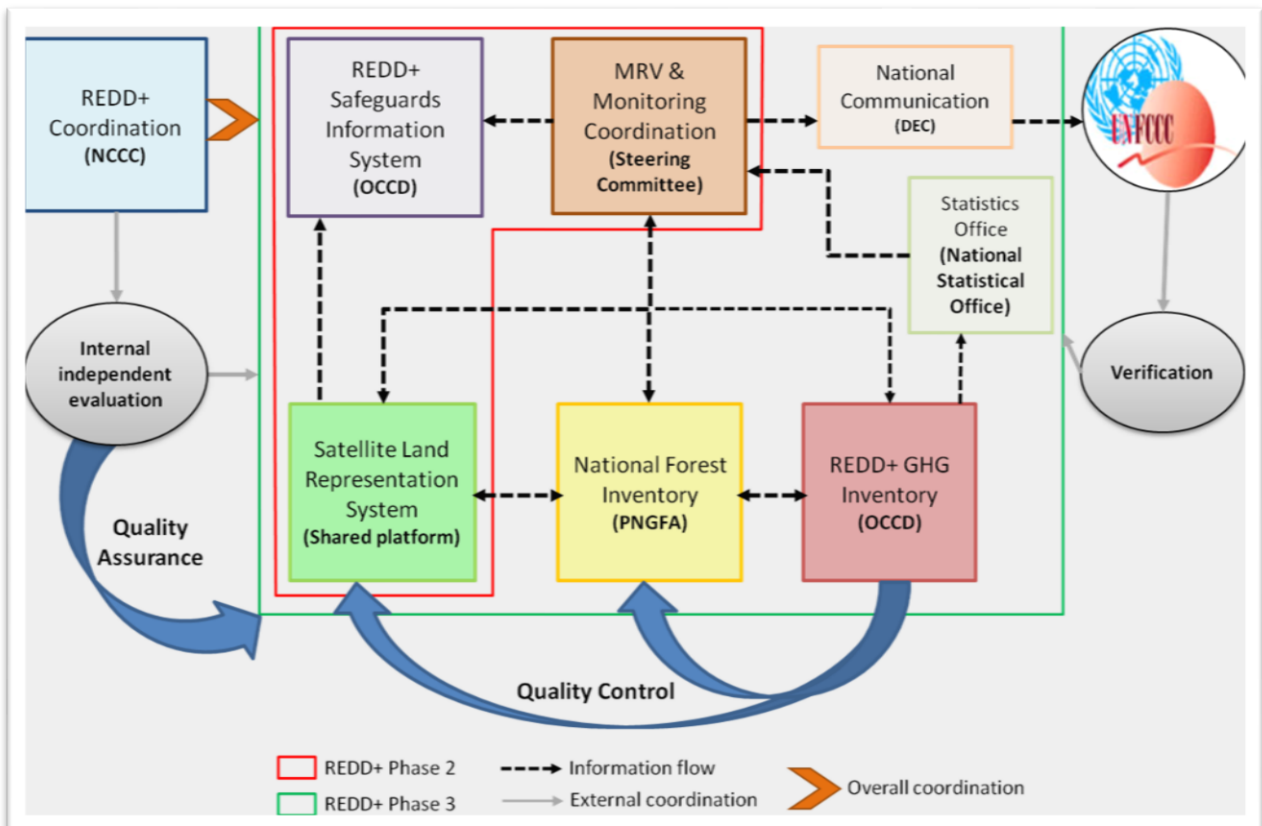 REDD+
Coordination
(NCCC)
REDD+
Safeguards
Information
System
(OCCD)
MRV &
Monitoring
Coordination
(Steering
Committee)
National
Communication
(DEC)
UNFCCC
Statistics
Office
(National
Statistical
Office)
Internal
independent
evaluation
Verification
Satellite Land
Representation
System
(Shared platform)
National Forest
Inventory
(PNGFA)
REDD+ GHG
Inventory
(OCCD)
Quality
Assurance
Quality Control
REDD+ Phase 2
Information flow
Overall coordination
REDD+ Phase 3
External coordination